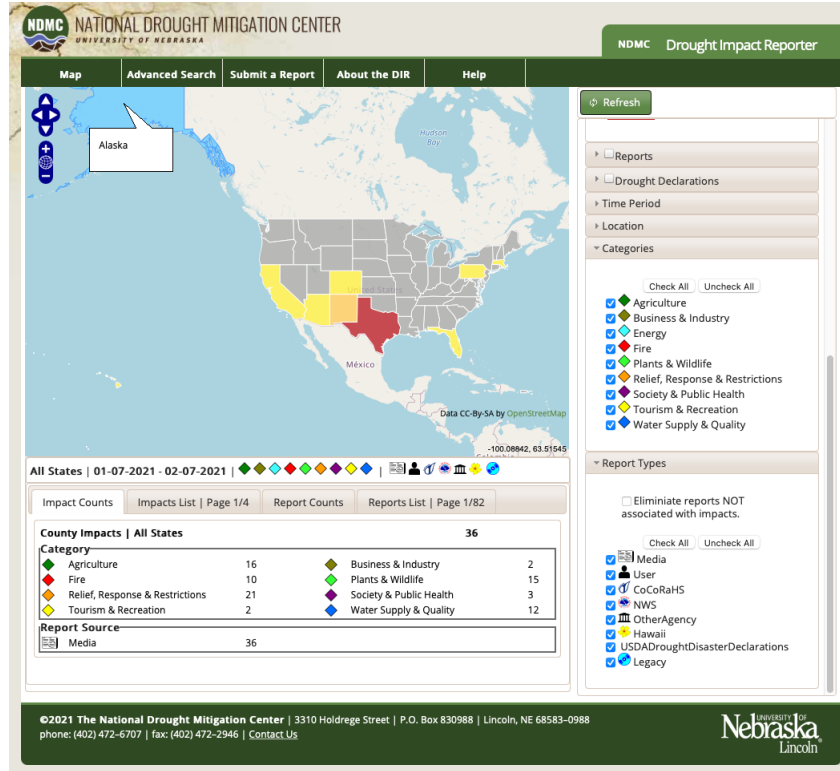 NDMC NATIONAL DROUGHT MITIGATION CENTER
UNIVERSITY OF NEBRASKA
NDMC Drought Impact Reporter
Map Advanced Search Submit a Report About the DIR Help
Refresh
Alaska
Hudson
Bay
United States
México
Data CC-By-SA by OpenStreetMap
-100.08842, 63.51545
Reports
Drought Declarations
Time Period
Location
Categories
Check All Uncheck All
Agriculture
Business & Industry
Energy
Fire
Plants & Wildlife
Relief, Response & Restrictions
Society & Public Health
Tourism & Recreation
Water Supply & Quality
Report Types
Eliminiate reports NOT
associated with impacts.
Check All Uncheck All
Media
User
CoCoRaHS
NWS
OtherAgency
Hawaii
USDADroughtDisasterDeclarations
Legacy
All States | 01-07-2021 - 02-07-2021 | |
Impact Counts Impacts List | Page 1/4 Report Counts Reports List | Page 1/82
County Impacts | All States 36
Category
Agriculture 16 Business & Industry 2
Fire 10 Plants & Wildlife 15
Relief, Response & Restrictions 21 Society & Public Health 3
Tourism & Recreation 2 Water Supply & Quality 12
Report Source
Media 36
©2021 The National Drought Mitigation Center | 3310 Holdrege Street | P.O. Box 830988 | Lincoln, NE 68583–0988
phone: (402) 472–6707 | fax: (402) 472–2946 | Contact Us
UNIVERSITY OF
Nebraska
Lincoln